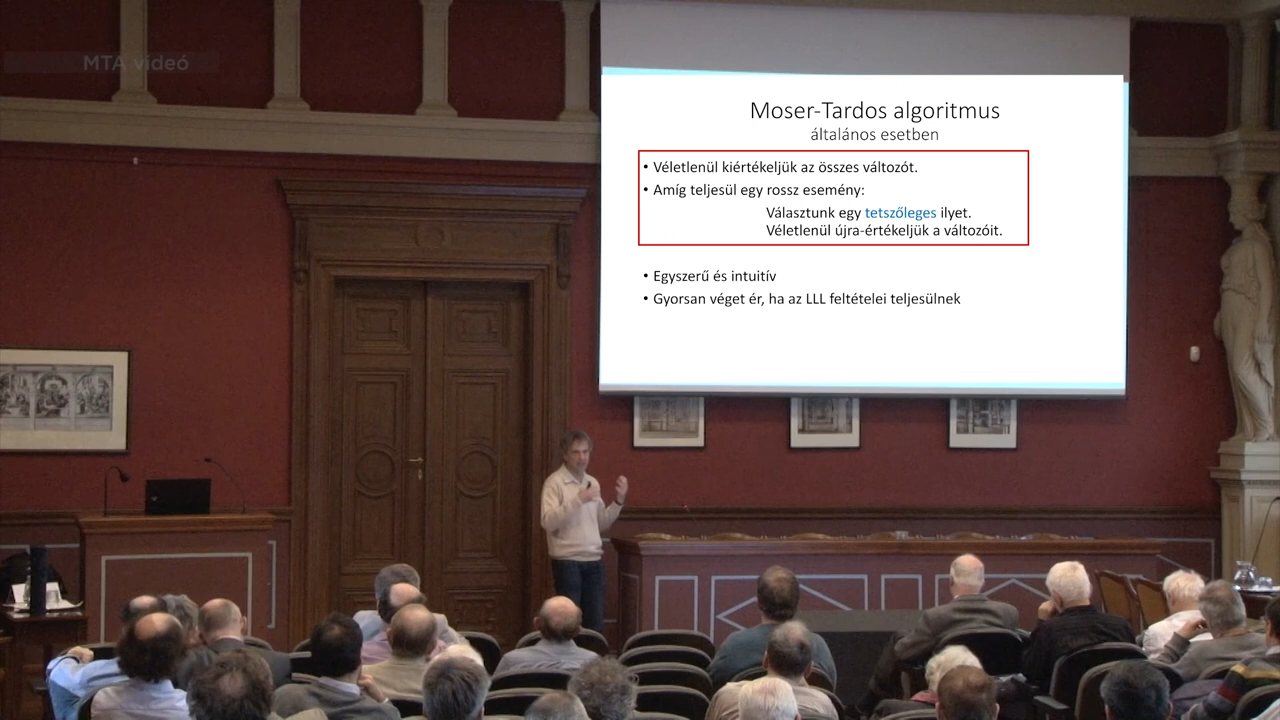 MTA videó
Moser-Tardos algoritmus
általános esetben
• Véletlenül kiértékeljük az összes változót.
• Amíg teljesül egy rossz esemény:
Választunk egy tetszőleges ilyet.
Véletlenül újra-értékeljük a változóit.
• Egyszerű és intuitív
• Gyorsan véget ér, ha az LLL feltételei teljesülnek